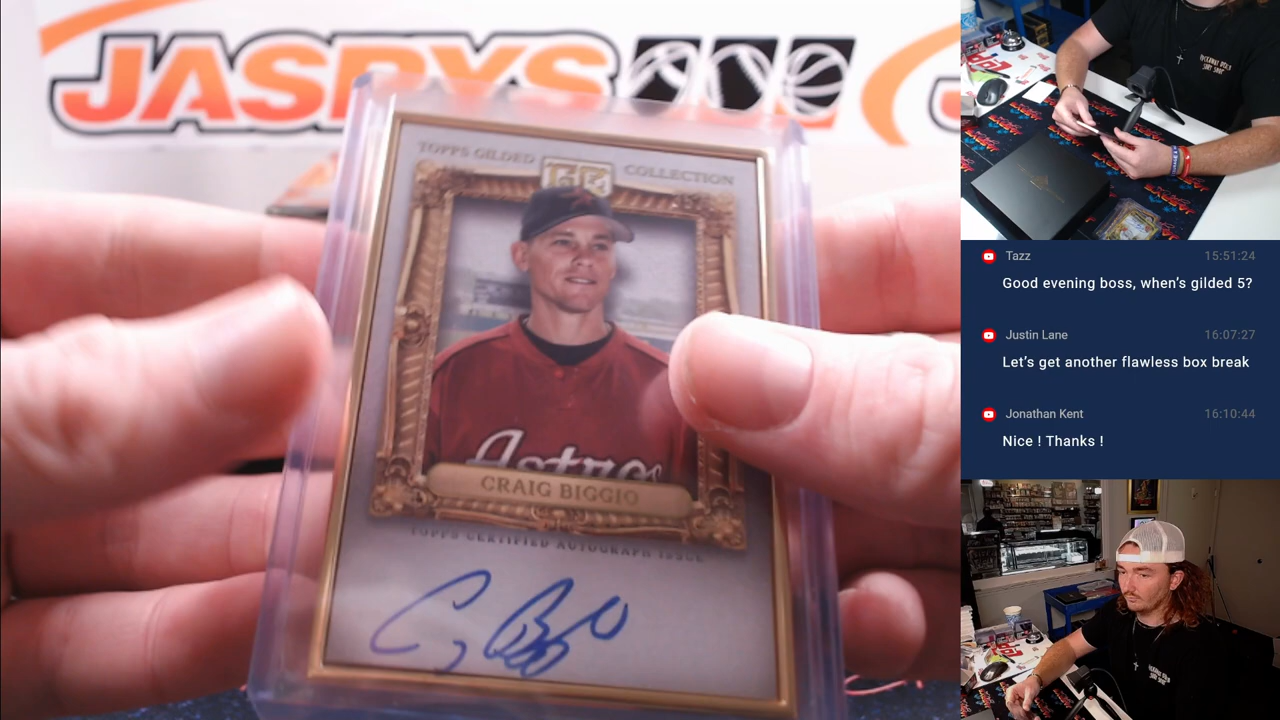 JASPYS
TOPPS GILDED COLLECTION
Astros
CRAIG BIGGIO
TOPPS CERTIFIED AUTOGRAPH ISSUE
Tazz 15:51:24
Good evening boss, when’s gilded 5?
Justin Lane 16:07:27
Let’s get another flawless box break
Jonathan Kent 16:10:44
Nice ! Thanks !